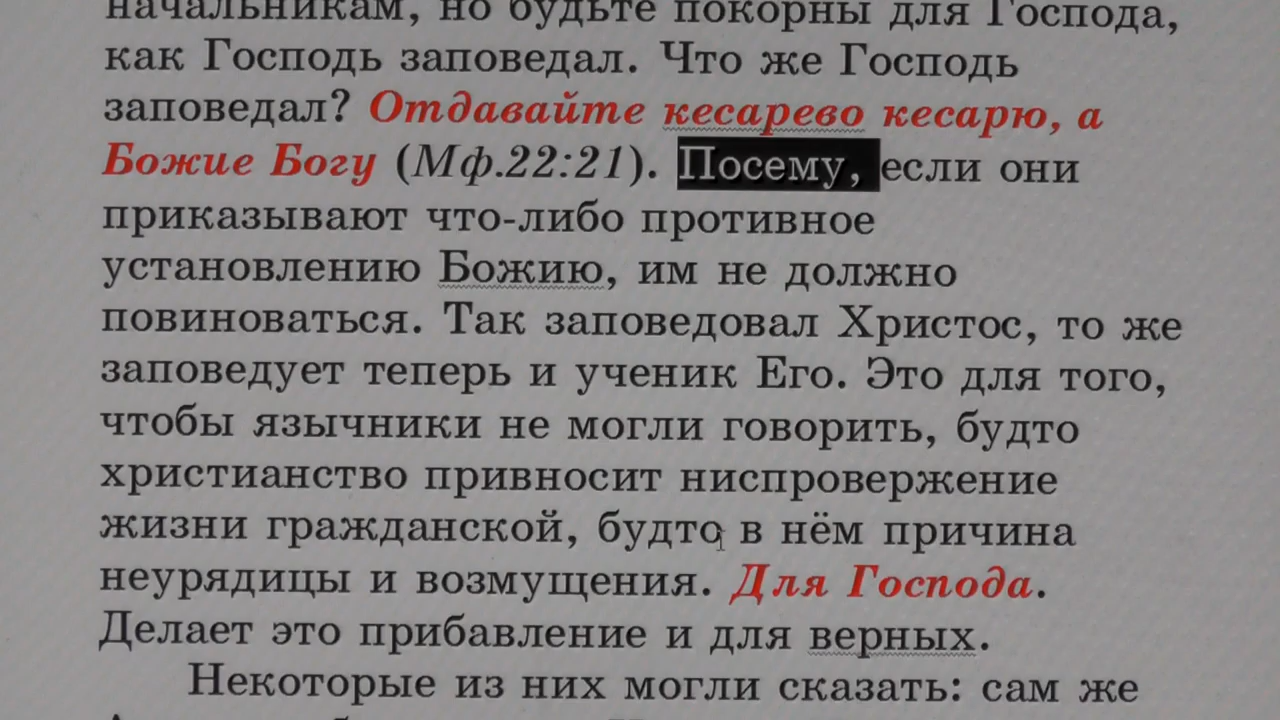 начальникам, но будьте покорны для Господа,
как Господь заповедал. Что же Господь
заповедал? Отдавайте кесарево кесарю, а
Божие Богу (Мф.22:21). Посему, если они
приказывают что-либо противное
установлению Божию, им не должно
повиноваться. Так заповедовал Христос, то же
заповедует теперь и ученик Его. Это для того,
чтобы язычники не могли говорить, будто
христианство привносит ниспровержение
жизни гражданской, будто в нём причина
неурядицы и возмущения. Для Господа.
Делает это прибавление и для верных.
Некоторые из них могли сказать: сам же